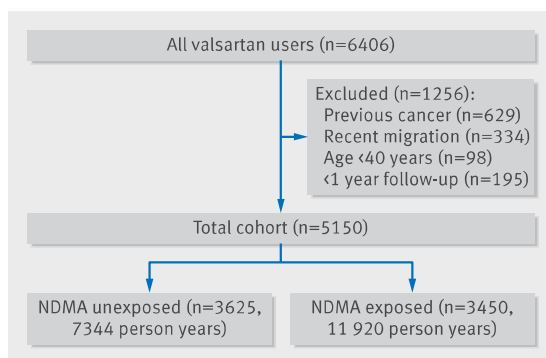 All valsartan users (n=6406)
Excluded (n=1256):
Previous cancer (n=629)
Recent migration (n=334)
Age <40 years (n=98)
<1 year follow-up (n=195)
Total cohort (n=5150)
NDMA unexposed (n=3625,
7344 person years)
NDMA exposed (n=3450,
11 920 person years)